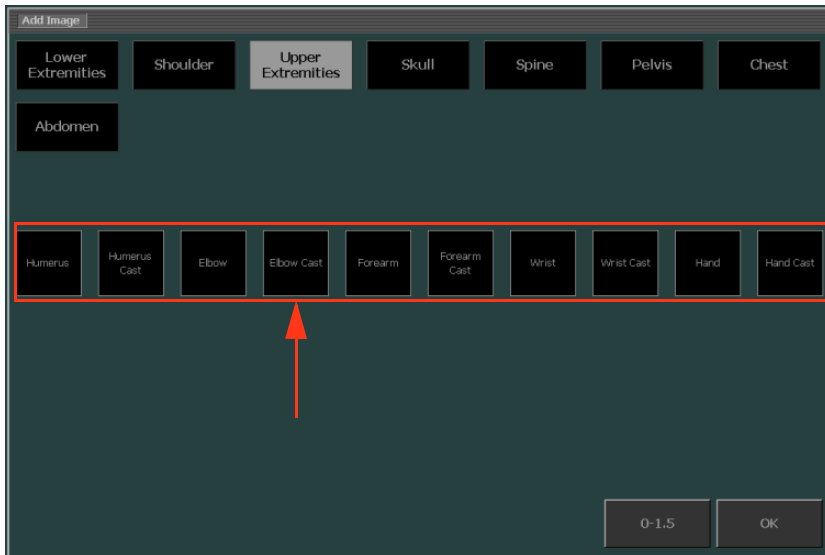 Add Image
Lower
Extremities
Shoulder
Upper
Extremities
Skull
Spine
Pelvis
Chest
Abdomen
Humerus
Humerus
Cast
Elbow
Elbow Cast
Forearm
Forearm
Cast
Wrist
Wrist Cast
Hand
Hand Cast
0-1.5
OK